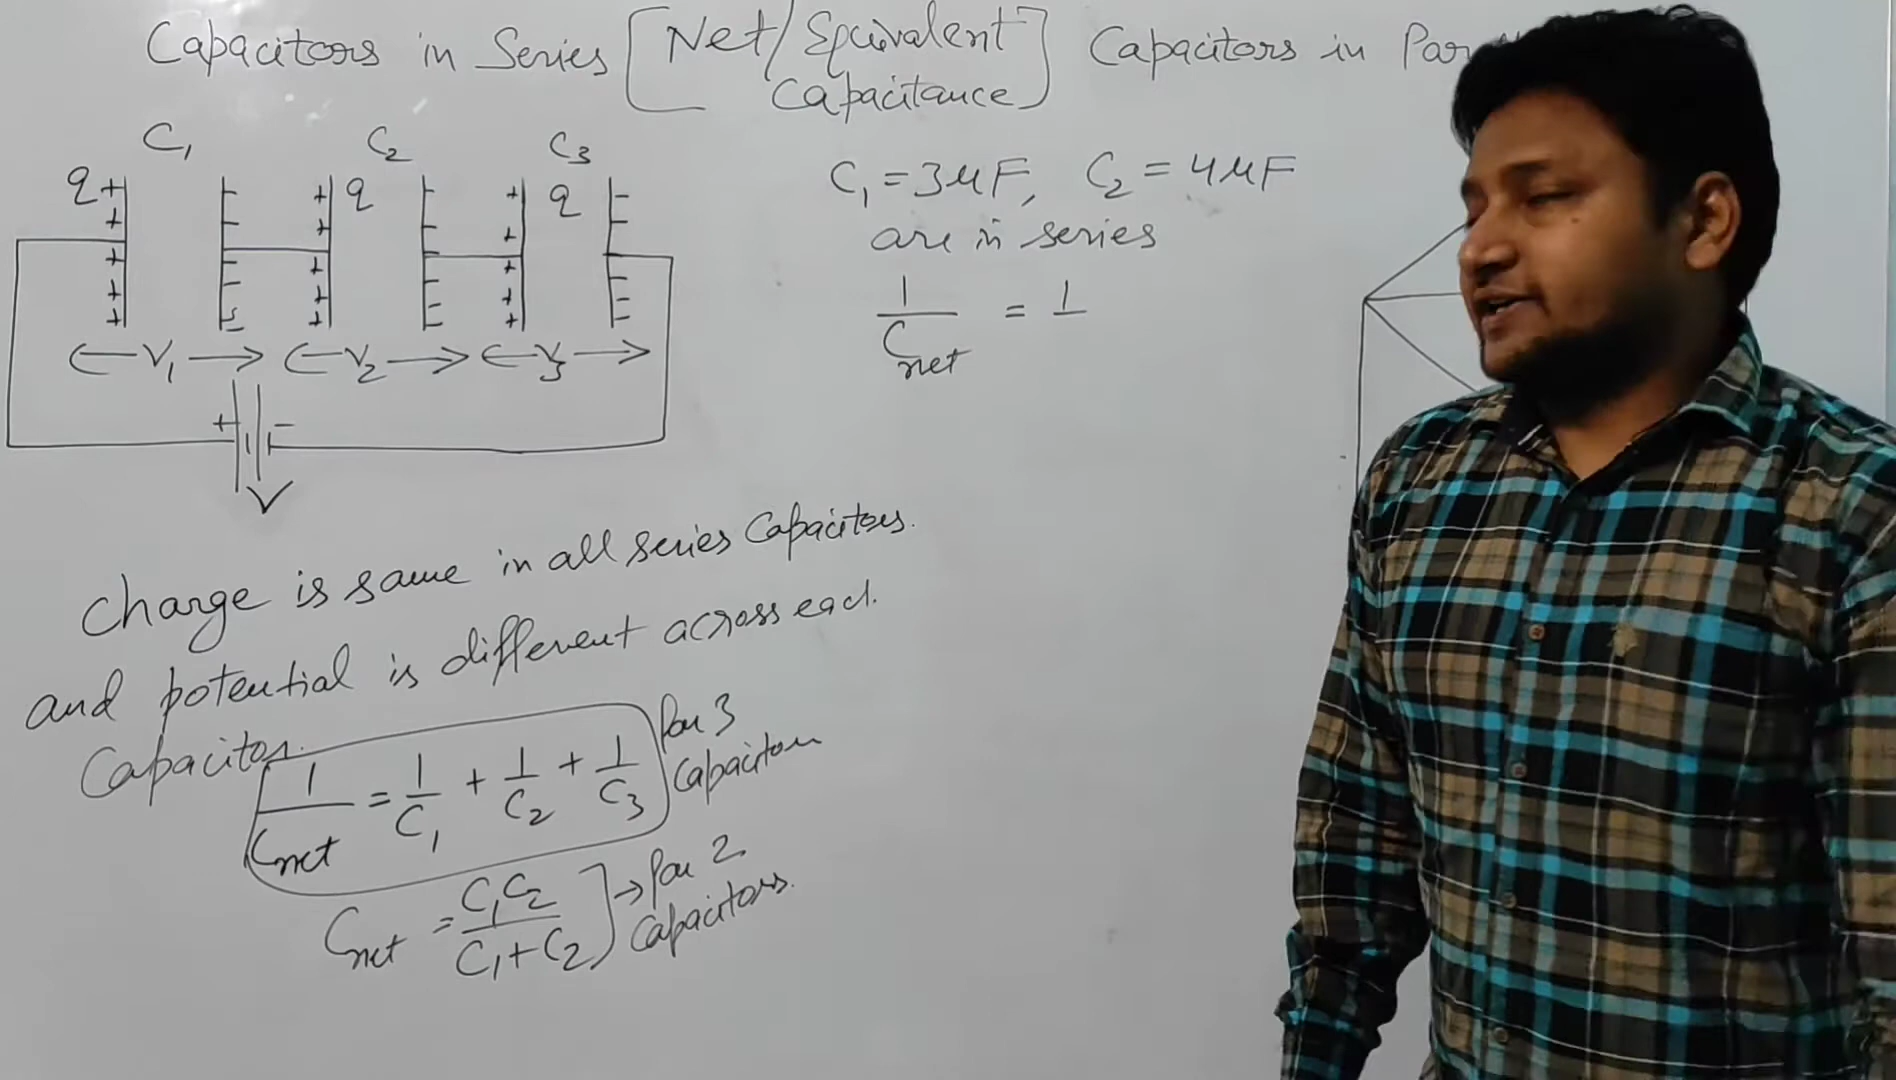 Capacitors in Series [Net/Equivalent Capacitance] Capacitors in Par
C₁ C₂ C₃
q q q
V₁ V₂ V₃
+ -
V
Charge is same in all series Capacitors.
and potential is different across each
Capacitor.
1/Cnet = 1/C₁ + 1/C₂ + 1/C₃ for 3 Capacitors
Cnet = C₁C₂/C₁+C₂ ] → for 2 Capacitors.
C₁ = 3μF, C₂ = 4μF
are in series
1/Cnet = 1